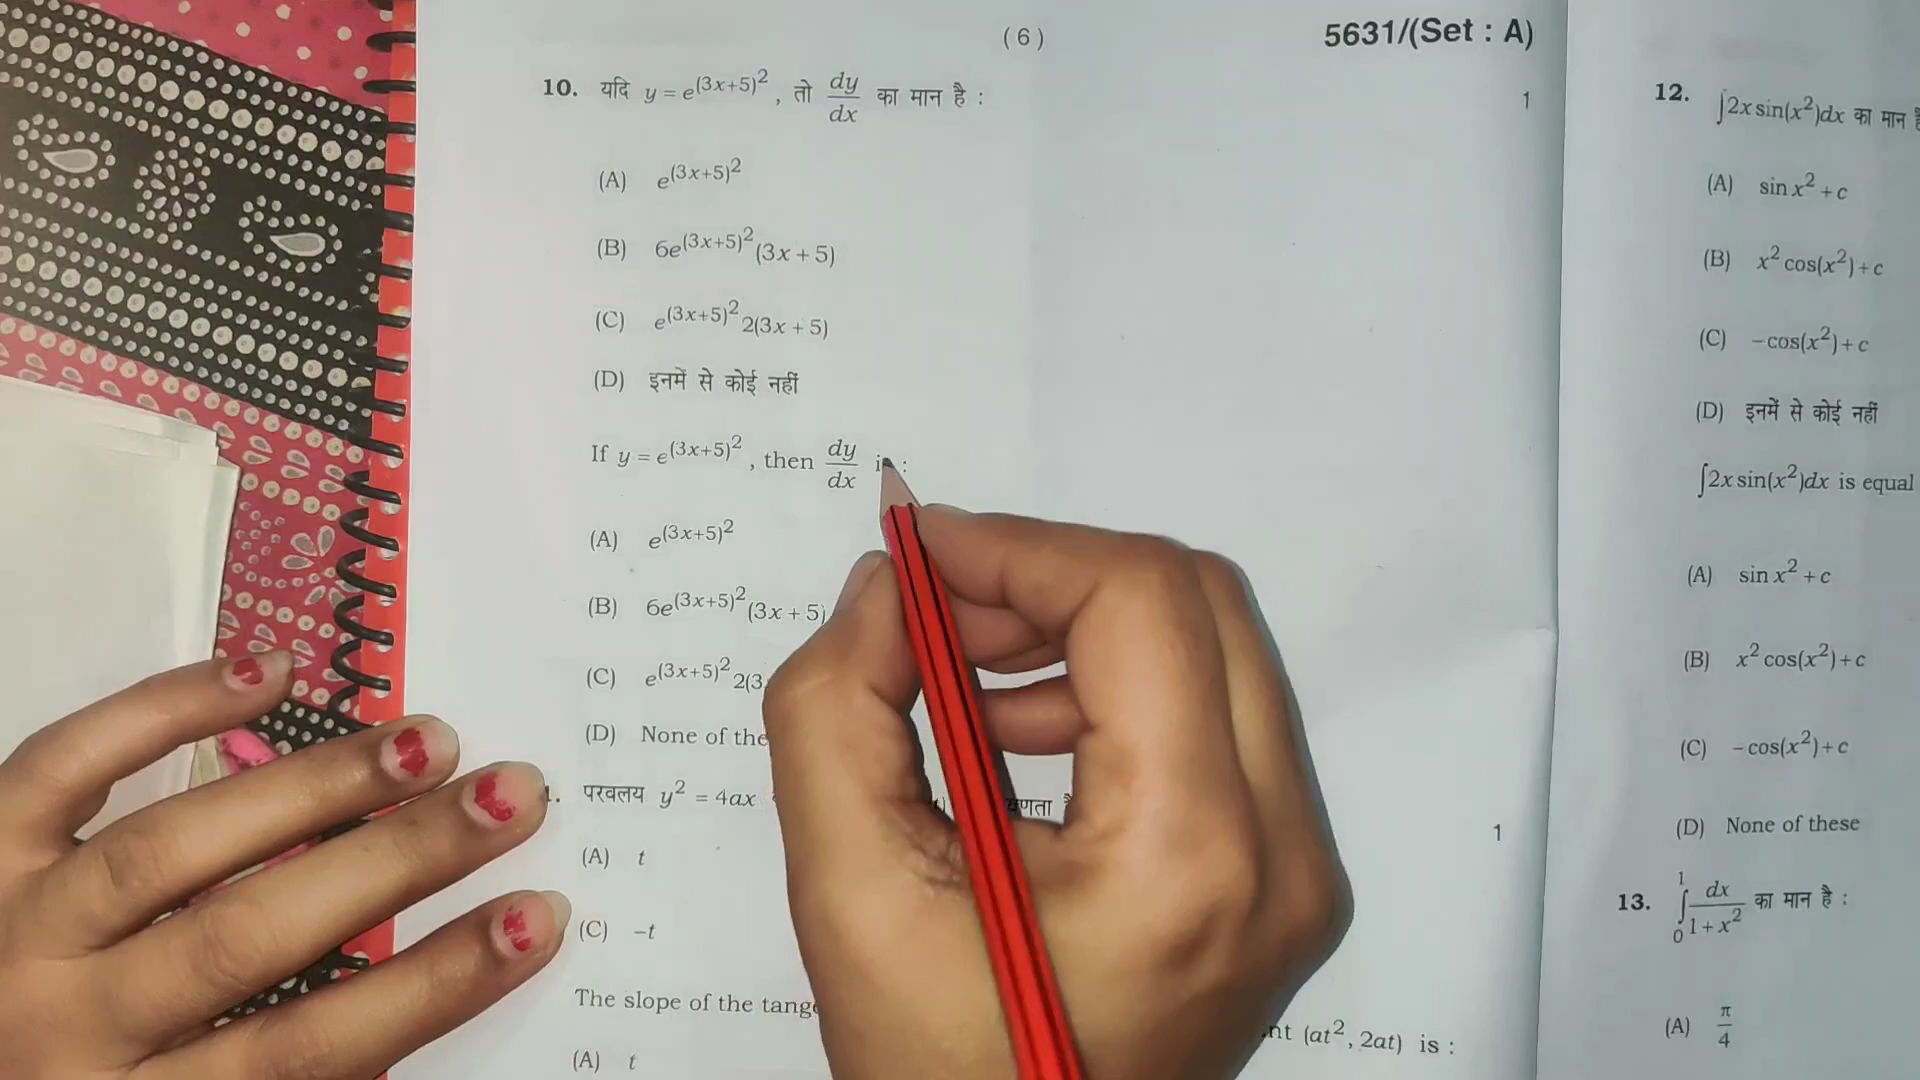 (6)
5631/(Set : A)
10. यदि y = e^{(3x+5)^2}, तो dy/dx का मान है :
1
(A) e^{(3x+5)^2}
(B) 6e^{(3x+5)^2}(3x + 5)
(C) e^{(3x+5)^2} 2(3x + 5)
(D) इनमें से कोई नहीं
If y = e^{(3x+5)^2}, then dy/dx :
(A) e^{(3x+5)^2}
(B) 6e^{(3x+5)^2}(3x + 5)
(C) e^{(3x+5)^2} 2(3
(D) None of the
परवलय y^2 = 4ax
1
(A) t
(C) -t
The slope of the
(at^2, 2at) is :
(A) t
12. ∫2x sin(x^2)dx का मान
(A) sin x^2 + c
(B) x^2 cos(x^2) + c
(C) -cos(x^2) + c
(D) इनमें से कोई नहीं
∫2x sin(x^2)dx is equal
(A) sin x^2 + c
(B) x^2 cos(x^2) + c
(C) -cos(x^2) + c
(D) None of these
13. ∫_0^1 dx/(1 + x^2) का मान है :
(A) π/4